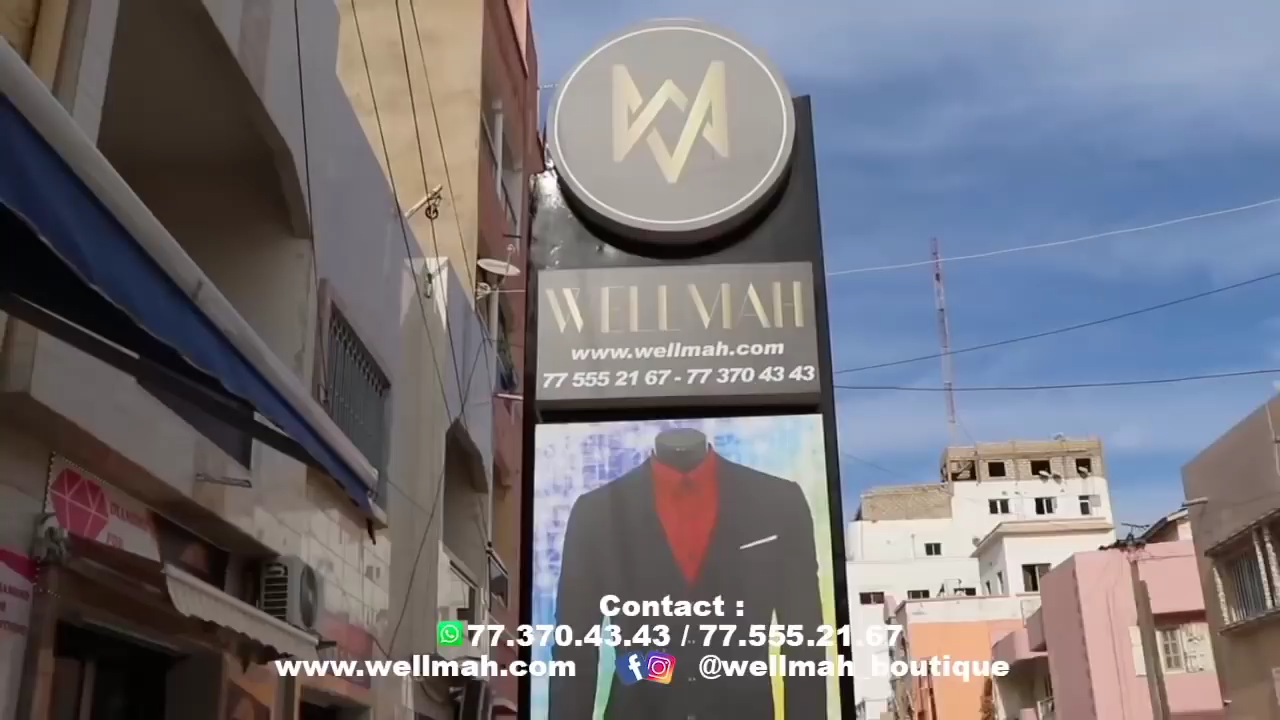 WELLMAH
www.wellmah.com
77 555 21 67 - 77 370 43 43
Contact :
77.370.43.43 / 77.555.21.67
www.wellmah.com @wellmah_boutique